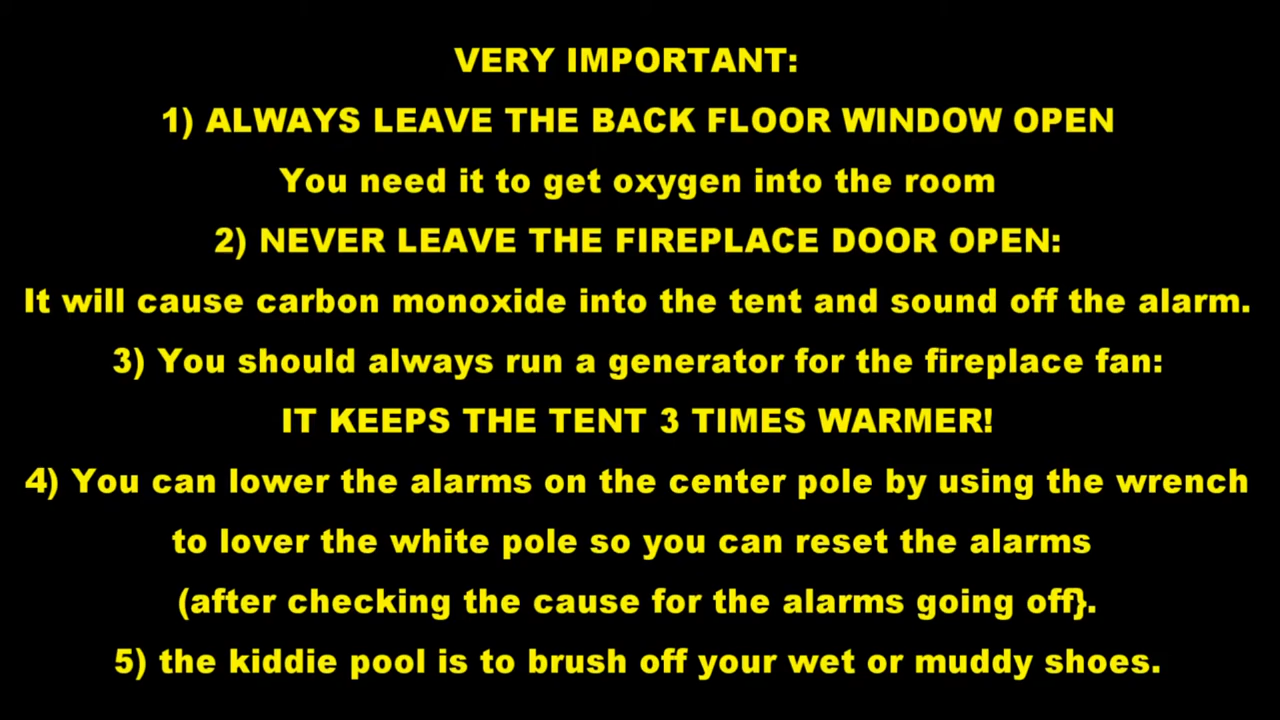 VERY IMPORTANT:
1) ALWAYS LEAVE THE BACK FLOOR WINDOW OPEN
You need it to get oxygen into the room
2) NEVER LEAVE THE FIREPLACE DOOR OPEN:
It will cause carbon monoxide into the tent and sound off the alarm.
3) You should always run a generator for the fireplace fan:
IT KEEPS THE TENT 3 TIMES WARMER!
4) You can lower the alarms on the center pole by using the wrench
to lover the white pole so you can reset the alarms
(after checking the cause for the alarms going off}.
5) the kiddie pool is to brush off your wet or muddy shoes.